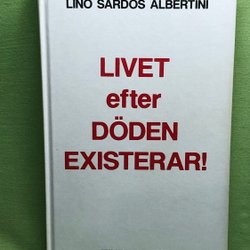 LINO SARDOS ALBERTINI
LIVET
efter
DÖDEN
EXISTERAR!